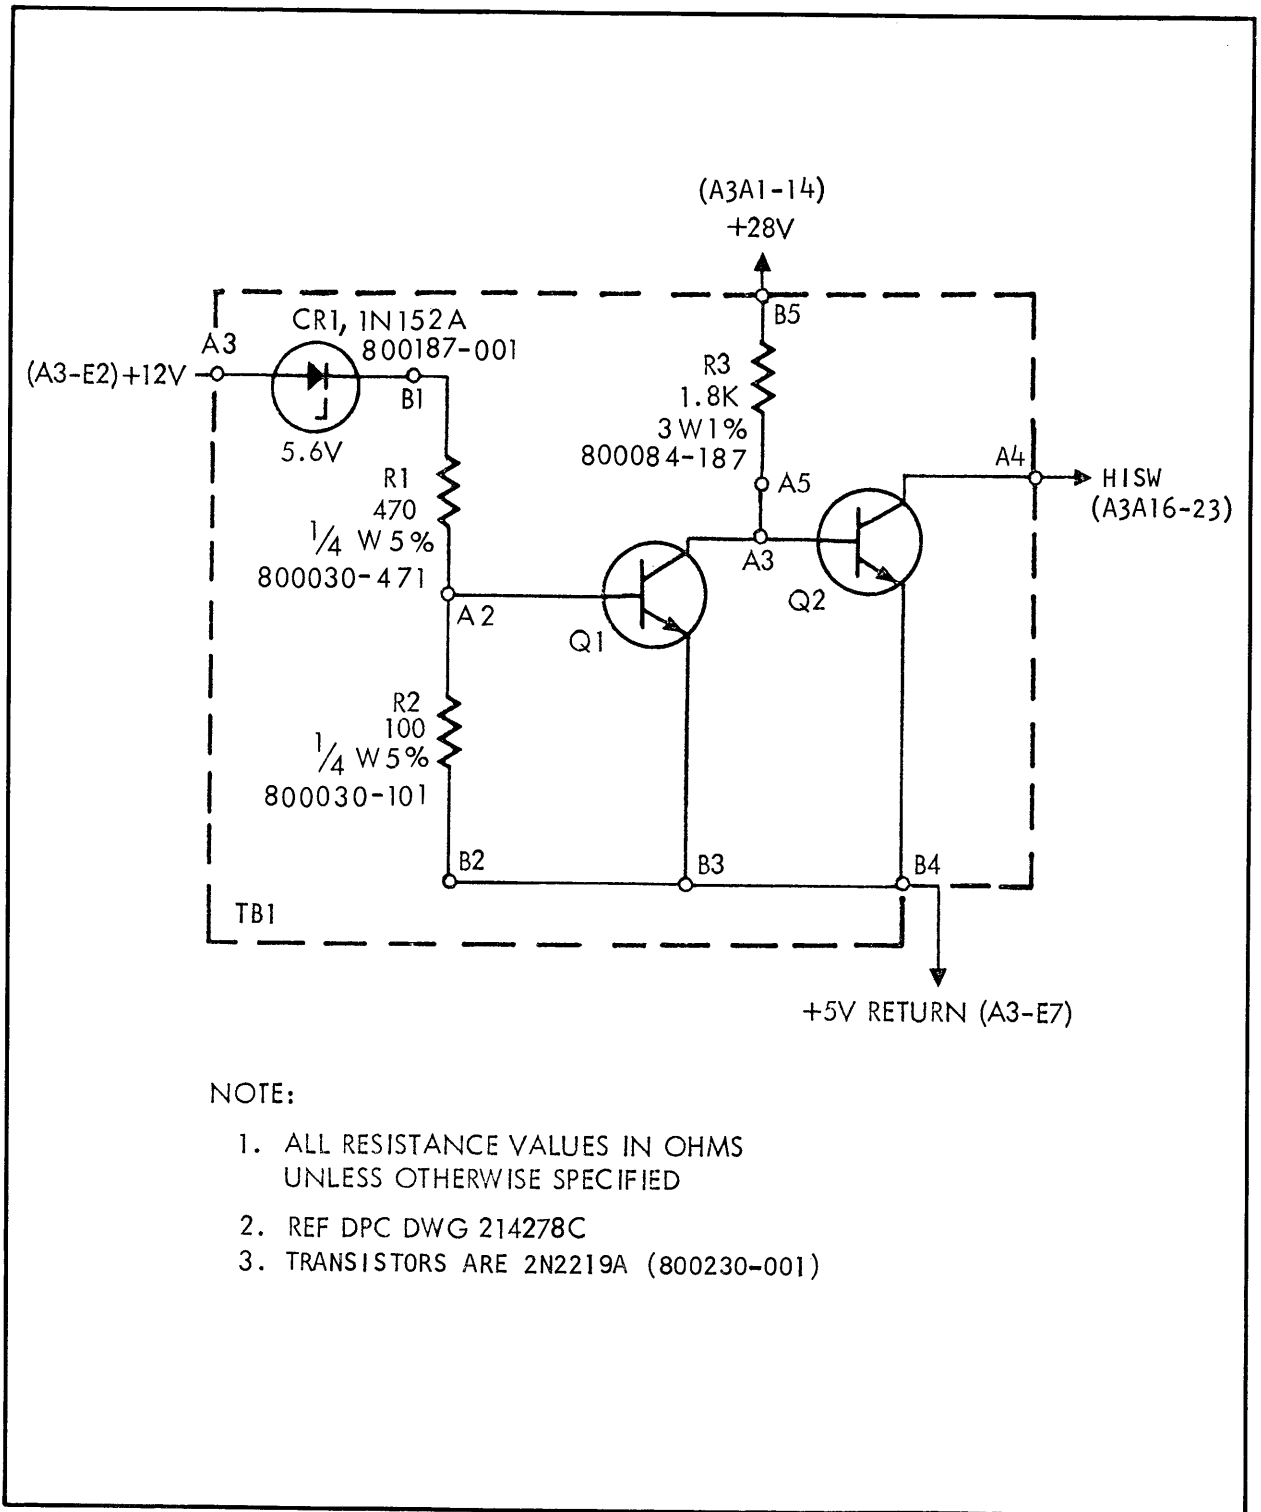 (A3A1-14)
+28V
B5
CR1, 1N152A
800187-001
A3
(A3-E2)+12V
B1
5.6V
R3
1.8K
3W1%
800084-187
A5
A4
HISW
(A3A16-23)
R1
470
1/4 W 5%
800030-471
A2
A3
Q1
Q2
R2
100
1/4 W 5%
800030-101
B2
B3
B4
TB1
+5V RETURN (A3-E7)
NOTE:
1. ALL RESISTANCE VALUES IN OHMS
UNLESS OTHERWISE SPECIFIED
2. REF DPC DWG 214278C
3. TRANSISTORS ARE 2N2219A (800230-001)